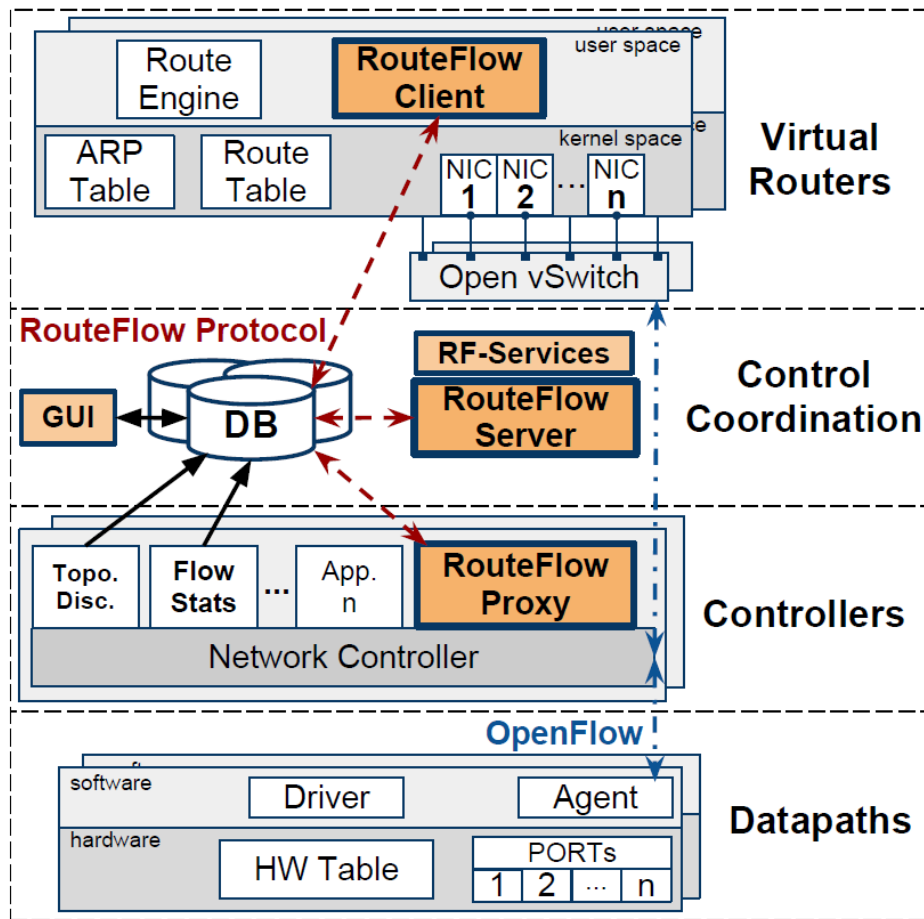 user space
user space
Route
Engine
RouteFlow
Client
kernel space
ce
ARP
Table
Route
Table
NIC
1
NIC
2
...
NIC
n
Virtual
Routers
Open vSwitch
RouteFlow Protocol
RF-Services
GUI
DB
RouteFlow
Server
Control
Coordination
Topo.
Disc.
Flow
Stats
...
App.
n
RouteFlow
Proxy
Network Controller
Controllers
OpenFlow
software
Driver
Agent
hardware
HW Table
PORTs
1 2 ... n
Datapaths